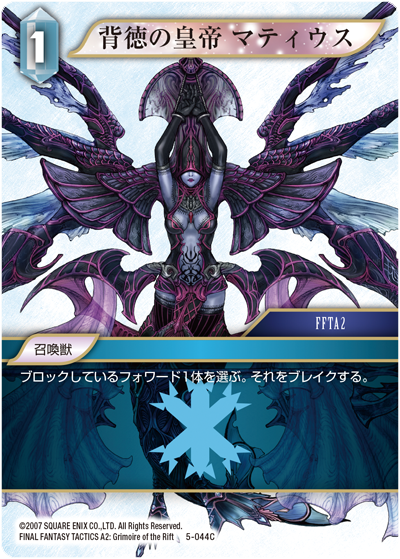 1
背徳の皇帝 マティウス
FFTA2
召喚獣
ブロックしているフォワード1体を選ぶ。それをブレイクする。
©2007 SQUARE ENIX CO.,LTD. All Rights Reserved.
FINAL FANTASY TACTICS A2: Grimoire of the Rift 5-044C